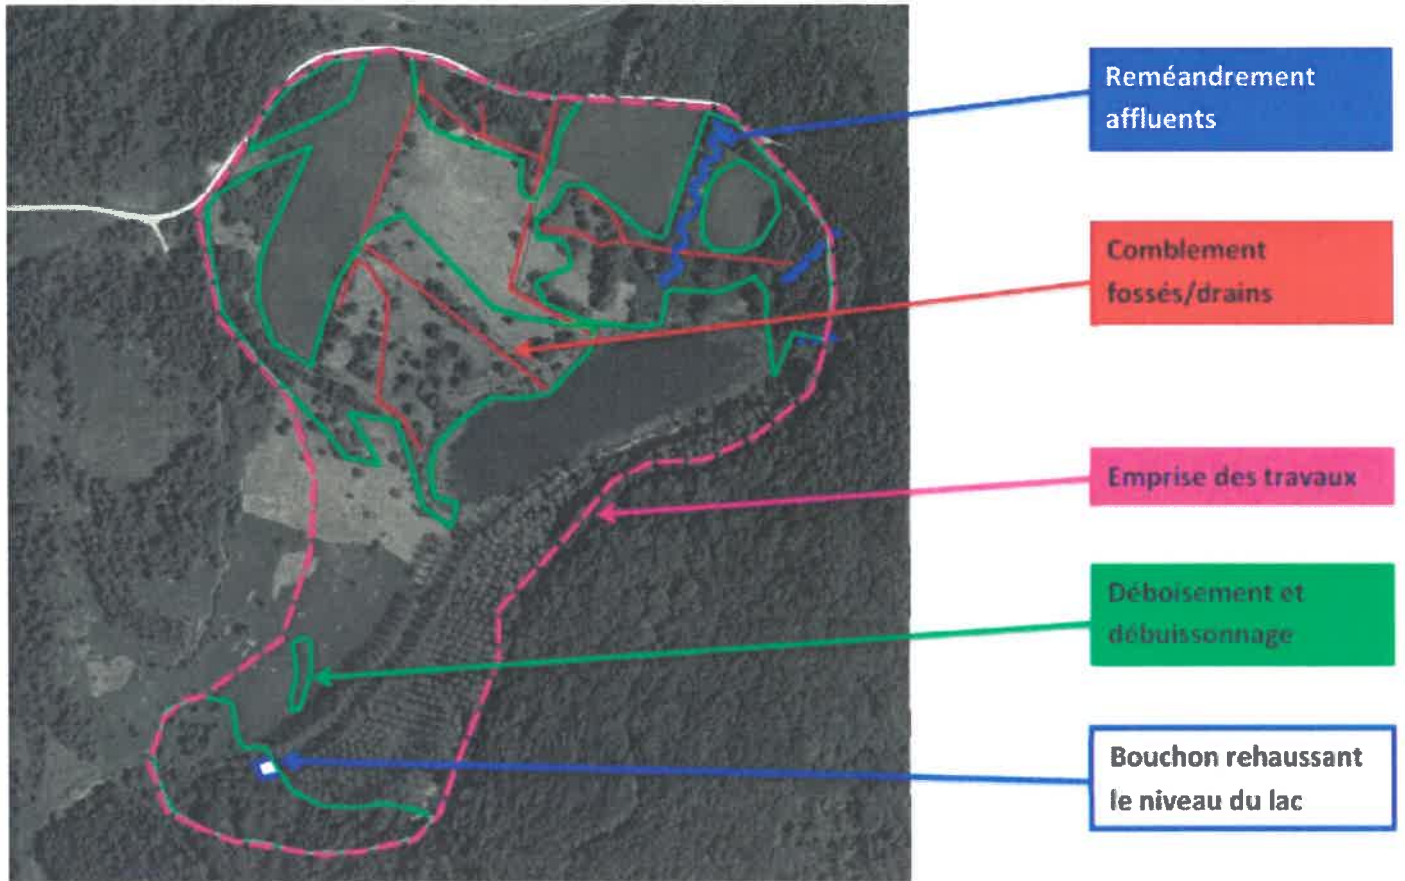 Reméandrement
affluents
Comblement
fossés/drains
Emprise des travaux
Déboisement et
débuissonnage
Bouchon rehaussant
le niveau du lac